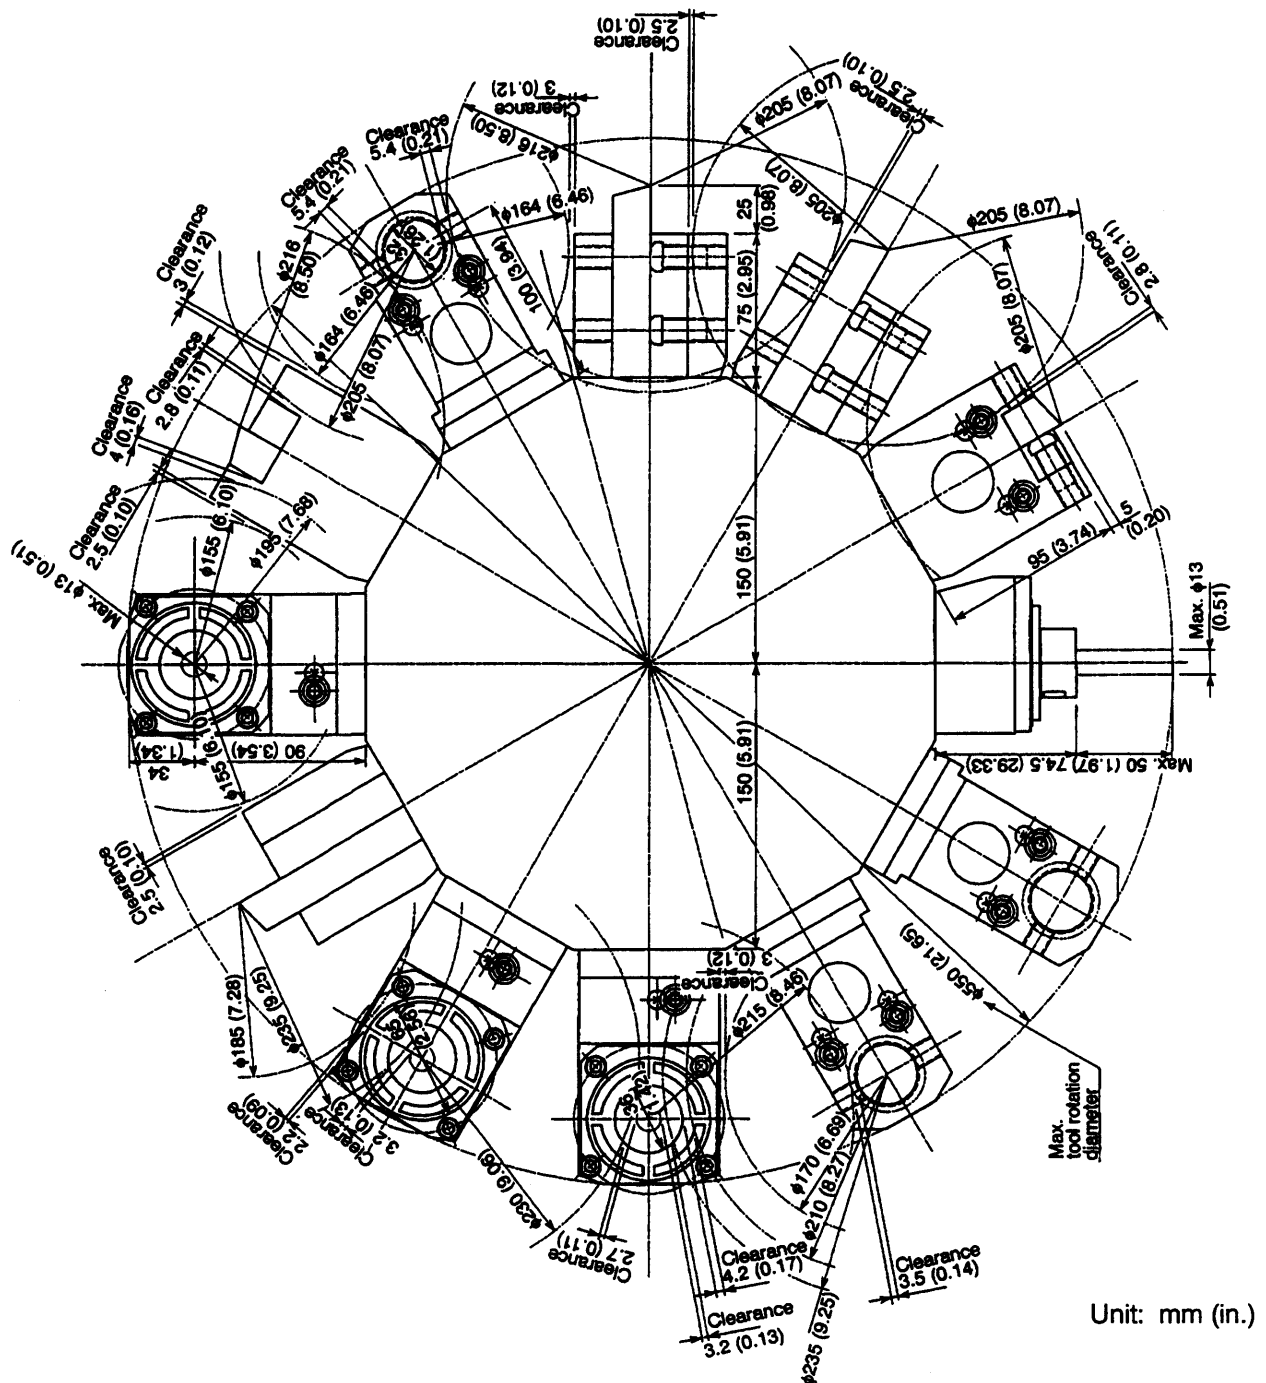 Clearance
2.5 (0.10)
Clearance
3 (0.12)
Clearance
2.5 (0.10)
φ205 (8.07)
φ216 (8.50)
Clearance
5.4 (0.21)
Clearance
5.4 (0.21)
φ205 (8.07)
φ164 (6.46)
25
(0.98)
φ205 (8.07)
Clearance
3 (0.12)
φ216
(8.50)
100 (3.94)
75 (2.95)
φ205 (8.07)
Clearance
2.8 (0.11)
φ164 (6.46)
φ205 (8.07)
Clearance
2.8 (0.11)
Clearance
4 (0.16)
Clearance
2.5 (0.10)
φ155 (6.10)
φ195 (7.68)
Max. φ13 (0.51)
150 (5.91)
95 (3.74)
5
(0.20)
Max. φ13
(0.51)
34
(1.34)
90 (3.54)
φ155 (6.10)
150 (5.91)
74.5 (29.33)
Max. 50 (1.97)
Clearance
2.5 (0.10)
3 (0.12)
Clearance
φ215 (8.46)
φ550 (21.65)
φ185 (7.28)
φ235 (9.25)
Clearance
2.2 (0.09)
Clearance
3.2 (0.13)
Max.
tool rotation
diameter
φ230 (9.06)
φ170 (6.69)
φ210 (8.27)
Clearance
2.7 (0.11)
Clearance
4.2 (0.17)
Clearance
3.5 (0.14)
Clearance
3.2 (0.13)
φ235 (9.25)
Unit: mm (in.)